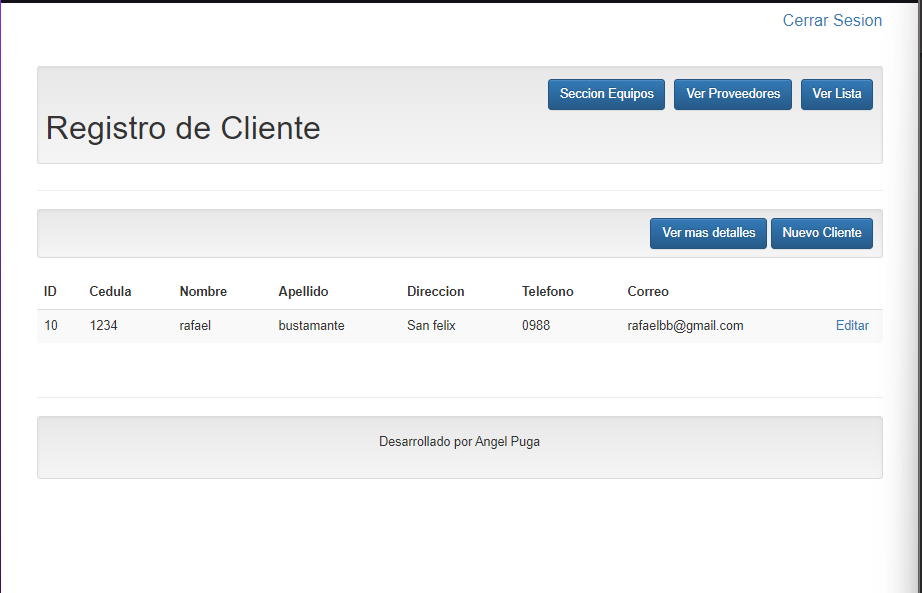 Cerrar Sesion
Seccion Equipos Ver Proveedores Ver Lista
Registro de Cliente
Ver mas detalles Nuevo Cliente
ID Cedula Nombre Apellido Direccion Telefono Correo
10 1234 rafael bustamante San felix 0988 rafaelbb@gmail.com Editar
Desarrollado por Angel Puga